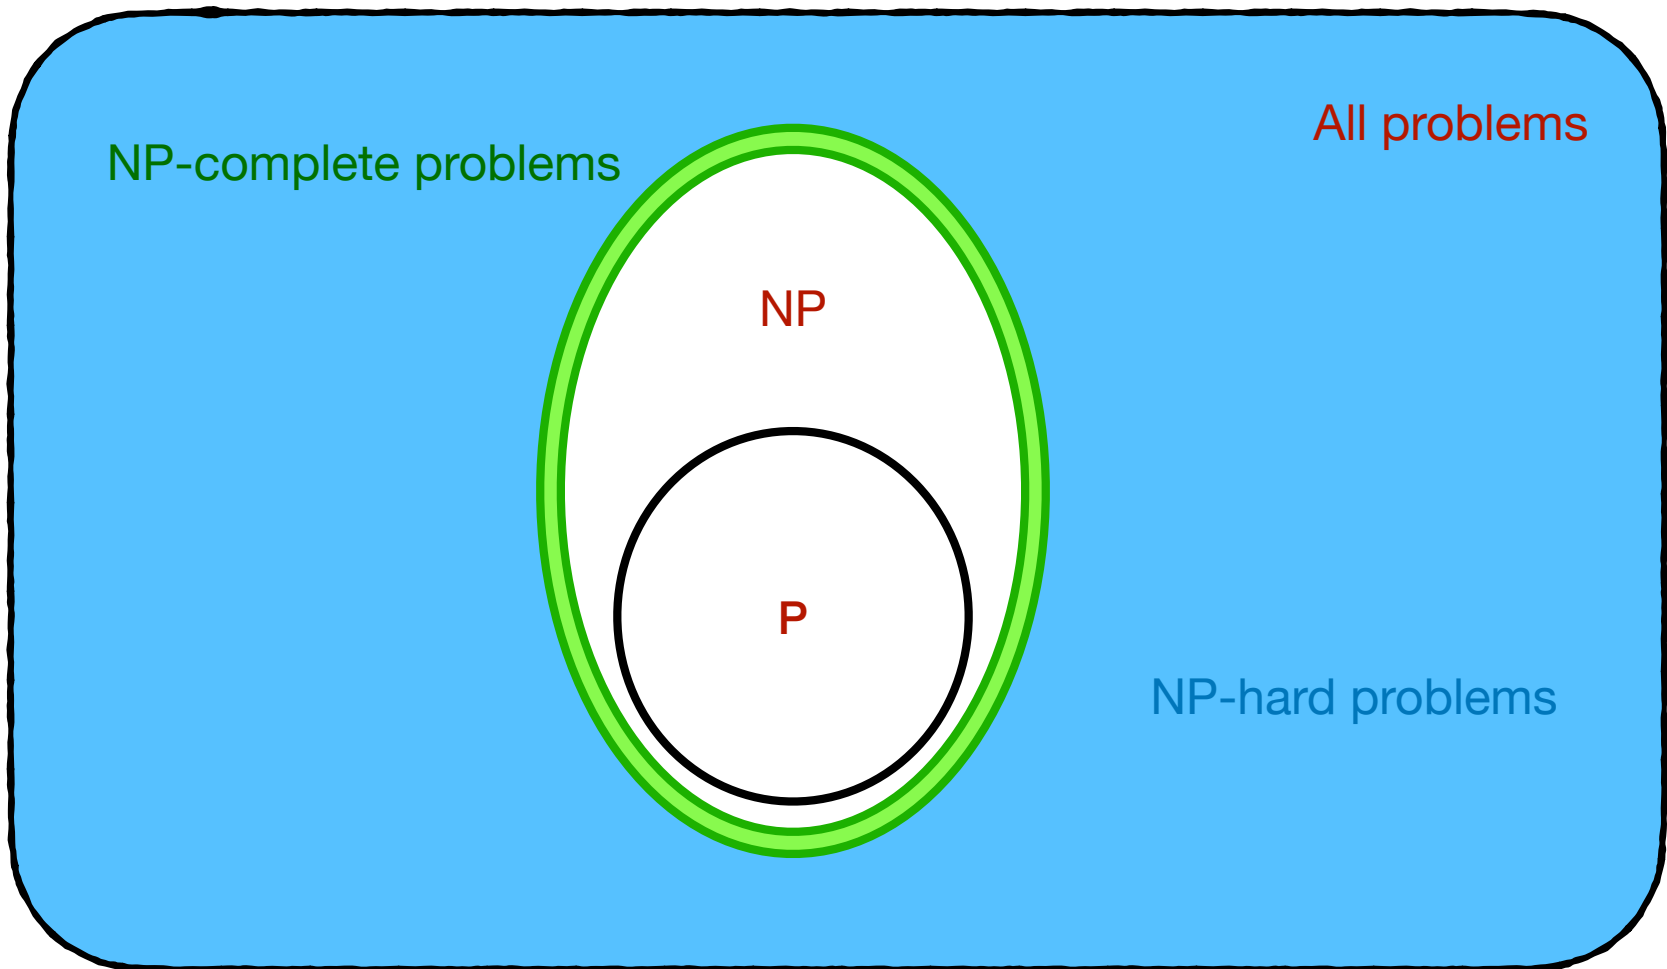 All problems
NP-complete problems
NP
P
NP-hard problems